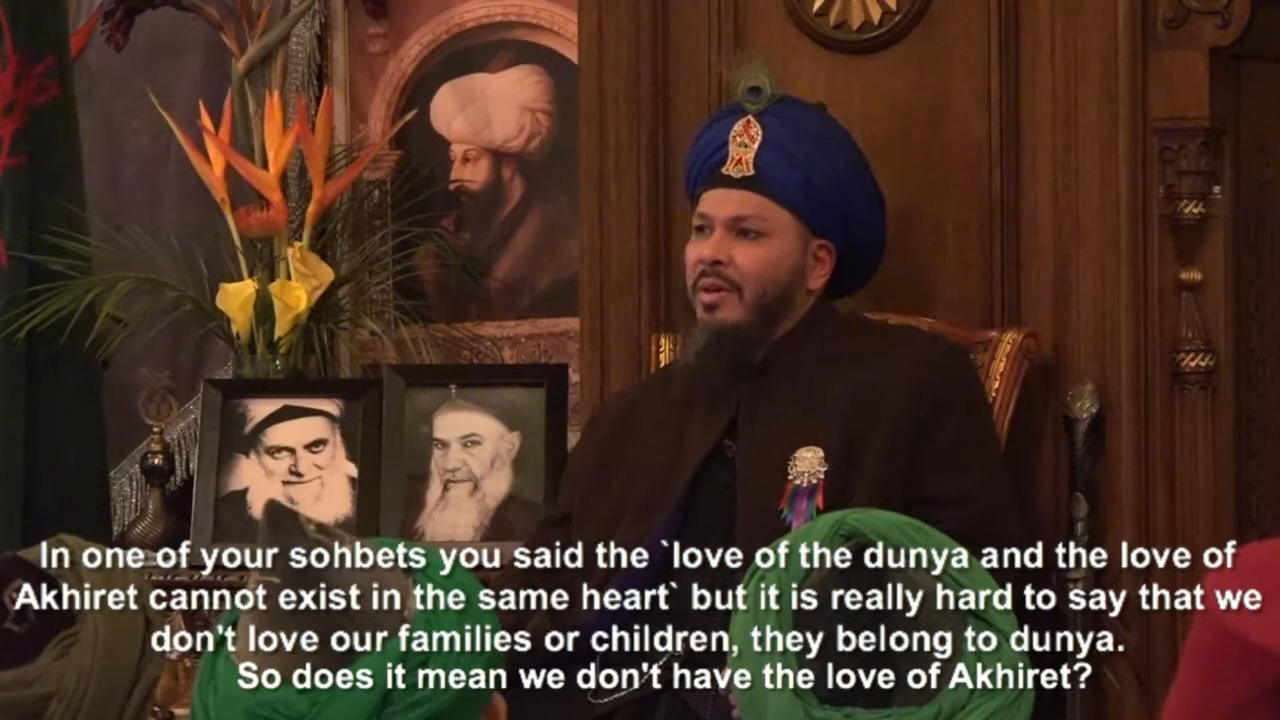 In one of your sohbets you said the `love of the dunya and the love of
Akhiret cannot exist in the same heart` but it is really hard to say that we
don't love our families or children, they belong to dunya.
So does it mean we don't have the love of Akhiret?